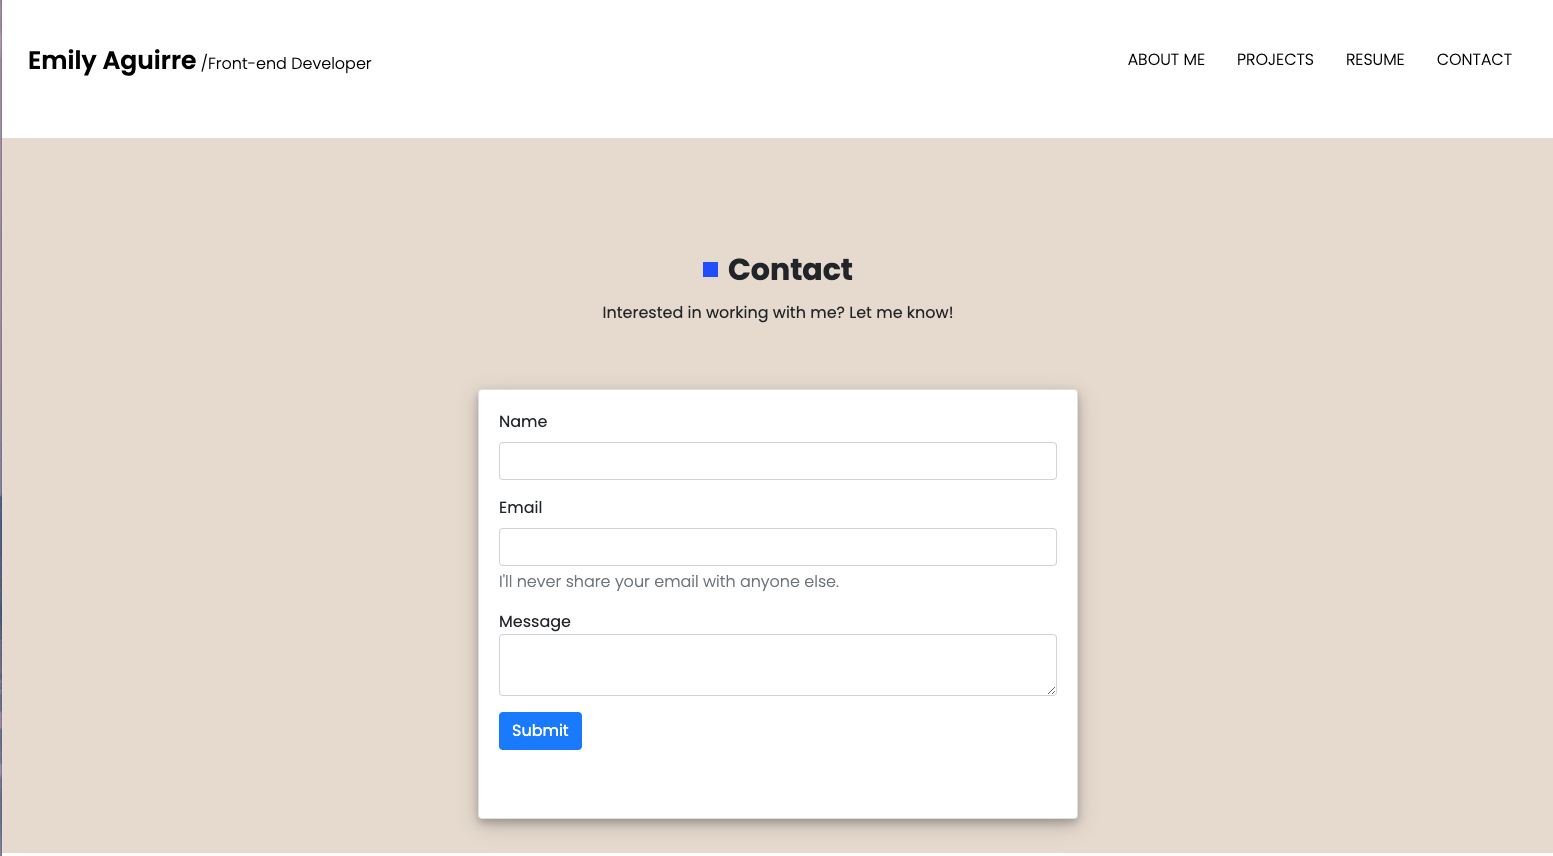 Emily Aguirre /Front-end Developer
ABOUT ME PROJECTS RESUME CONTACT
Contact
Interested in working with me? Let me know!
Name
Email
I'll never share your email with anyone else.
Message
Submit